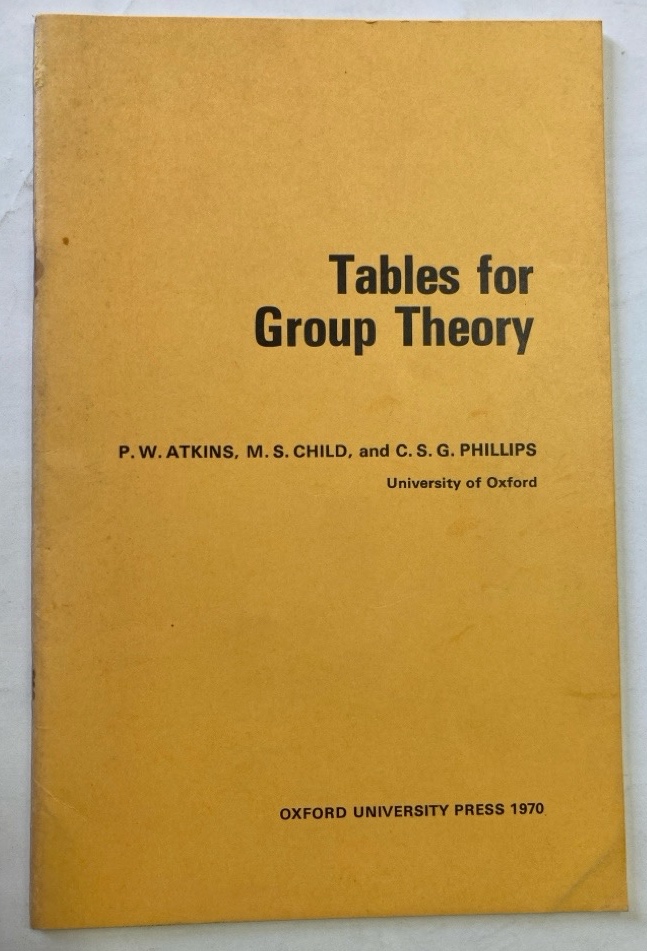 Tables for
Group Theory
P. W. ATKINS, M. S. CHILD, and C. S. G. PHILLIPS
University of Oxford
OXFORD UNIVERSITY PRESS 1970